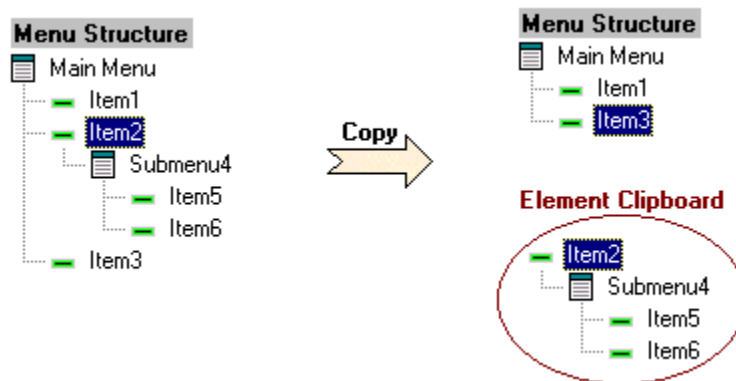 Menu Structure
Main Menu
Item1
Item2
Submenu4
Item5
Item6
Item3
Copy
Menu Structure
Main Menu
Item1
Item3
Element Clipboard
Item2
Submenu4
Item5
Item6